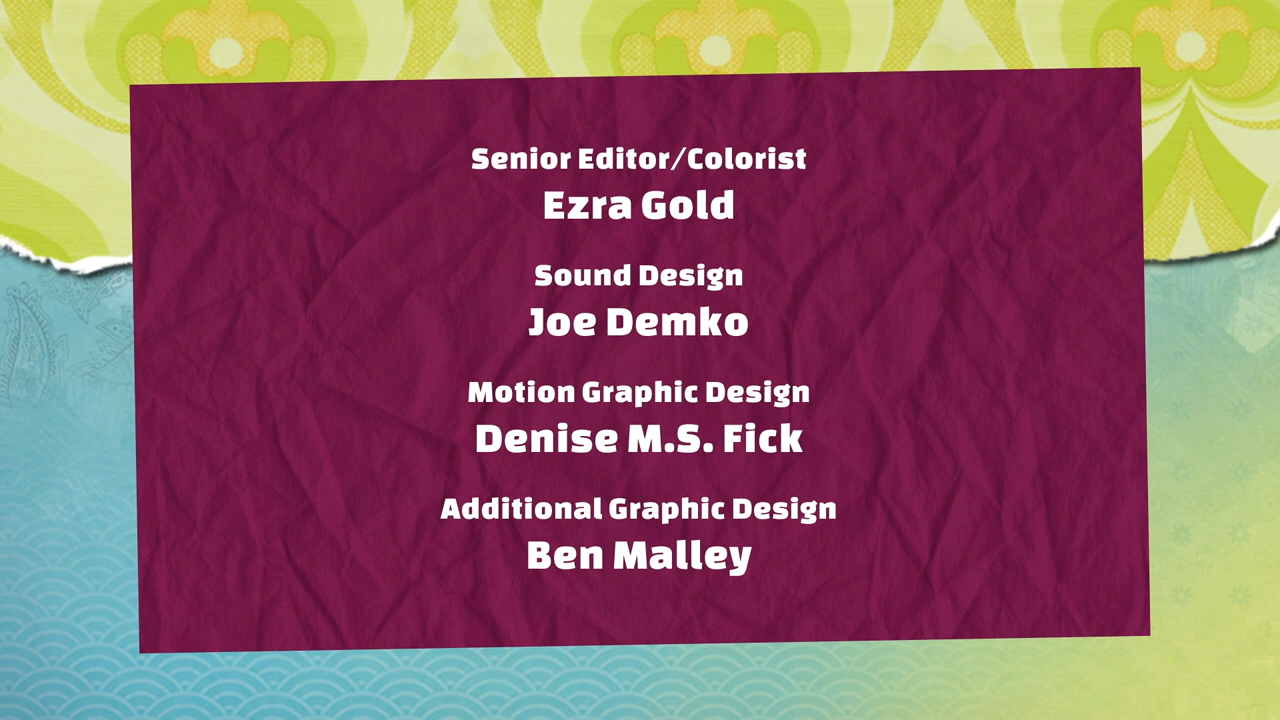 Senior Editor/Colorist
Ezra Gold
Sound Design
Joe Demko
Motion Graphic Design
Denise M.S. Fick
Additional Graphic Design
Ben Malley